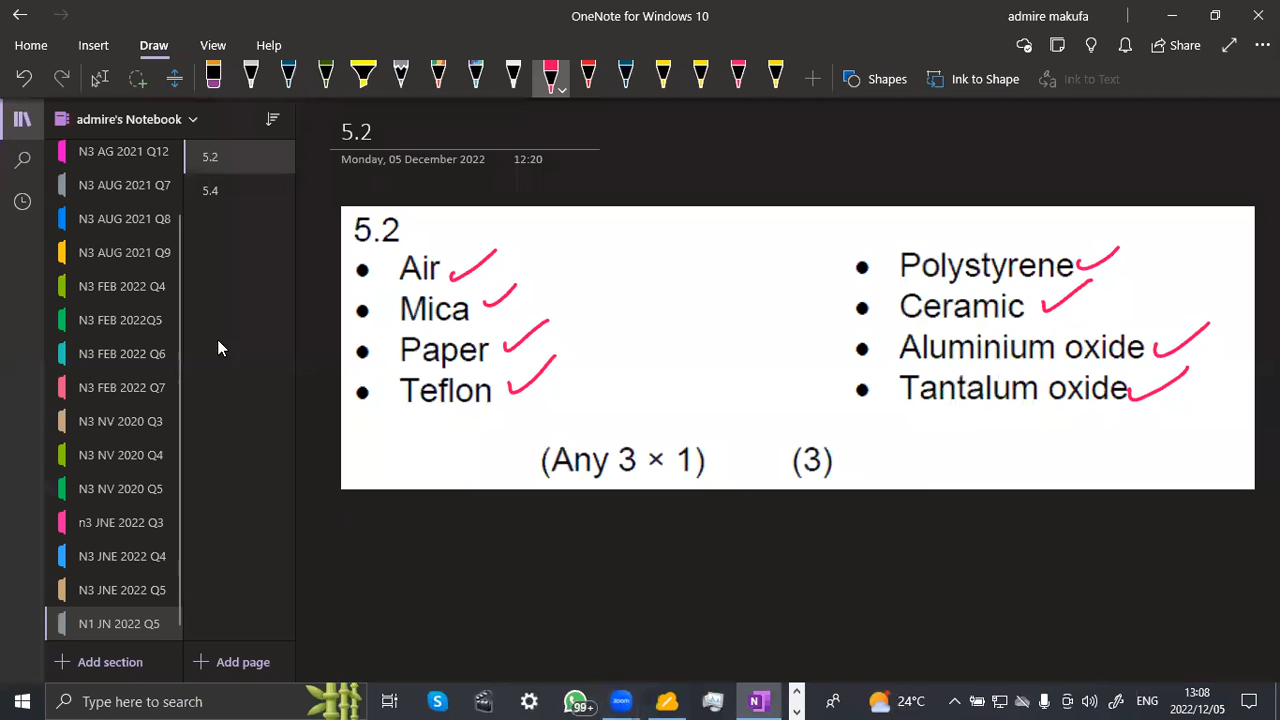 OneNote for Windows 10
admire makufa
Home Insert Draw View Help
Share
Shapes
Ink to Shape
Ink to Text
admire's Notebook
N3 AG 2021 Q12
N3 AUG 2021 Q7
N3 AUG 2021 Q8
N3 AUG 2021 Q9
N3 FEB 2022 Q4
N3 FEB 2022Q5
N3 FEB 2022 Q6
N3 FEB 2022 Q7
N3 NV 2020 Q3
N3 NV 2020 Q4
N3 NV 2020 Q5
n3 JNE 2022 Q3
N3 JNE 2022 Q4
N3 JNE 2022 Q5
N1 JN 2022 Q5
Add section
5.2
5.4
Add page
5.2
Monday, 05 December 2022 12:20
5.2
• Air
• Mica
• Paper
• Teflon
• Polystyrene
• Ceramic
• Aluminium oxide
• Tantalum oxide
(Any 3 × 1) (3)
Type here to search
99+
zoom
24°C
ENG
13:08
2022/12/05